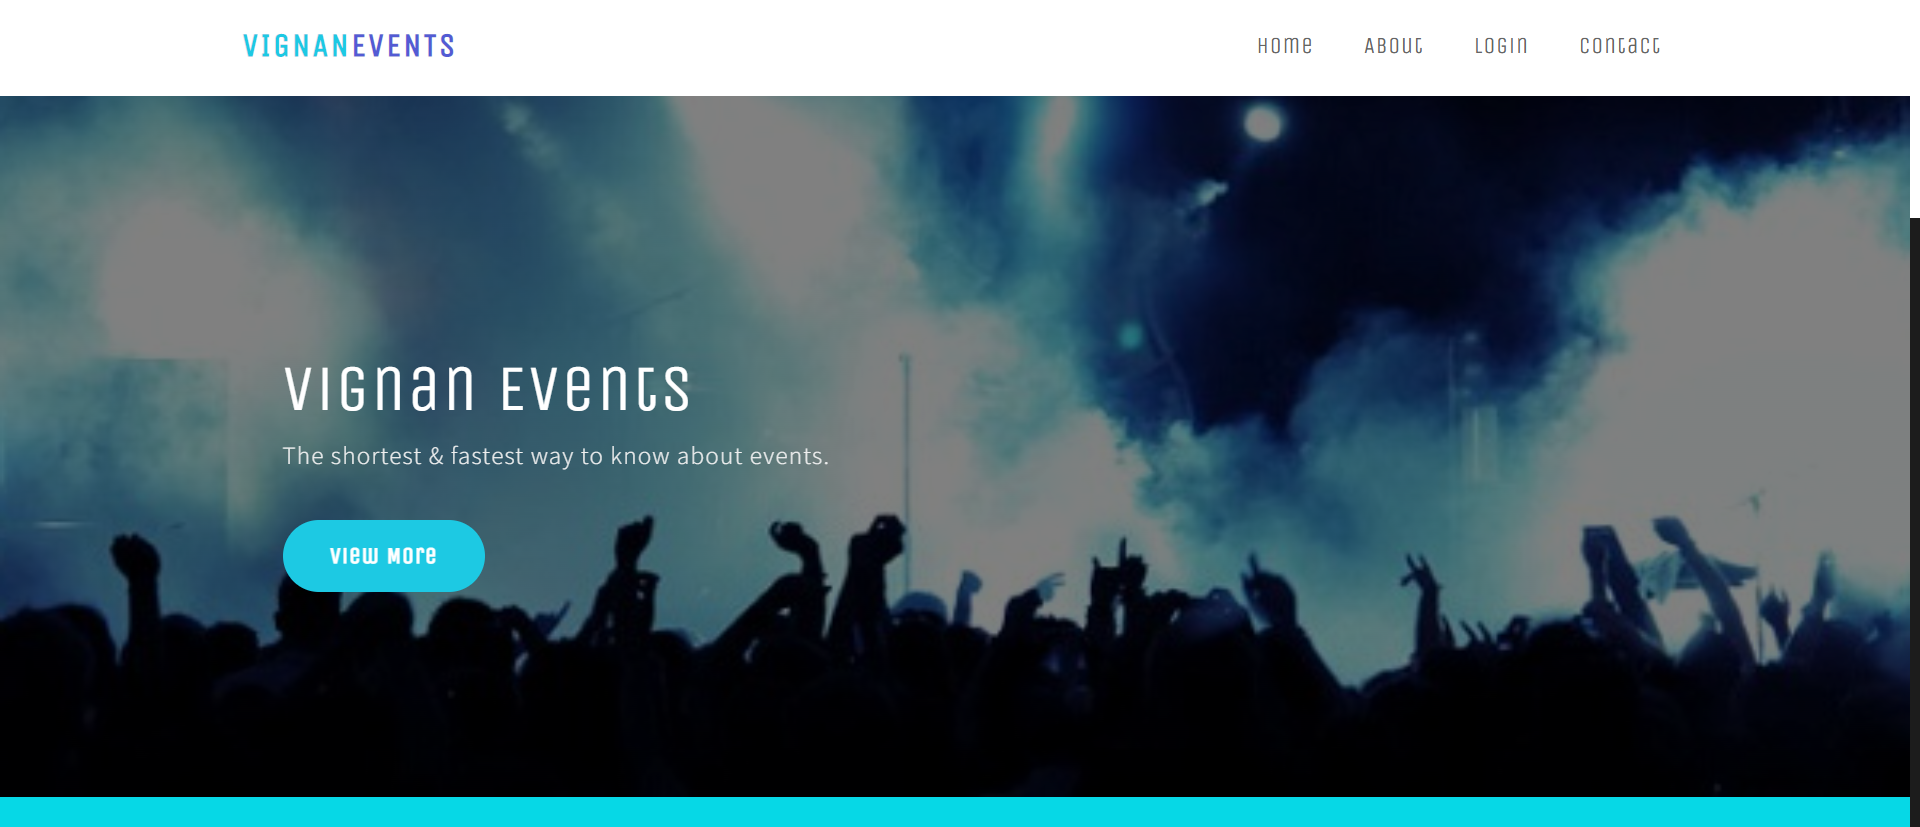 VIGNANEVENTS
Home
About
Login
Contact
Vignan Events
The shortest & fastest way to know about events.
View More